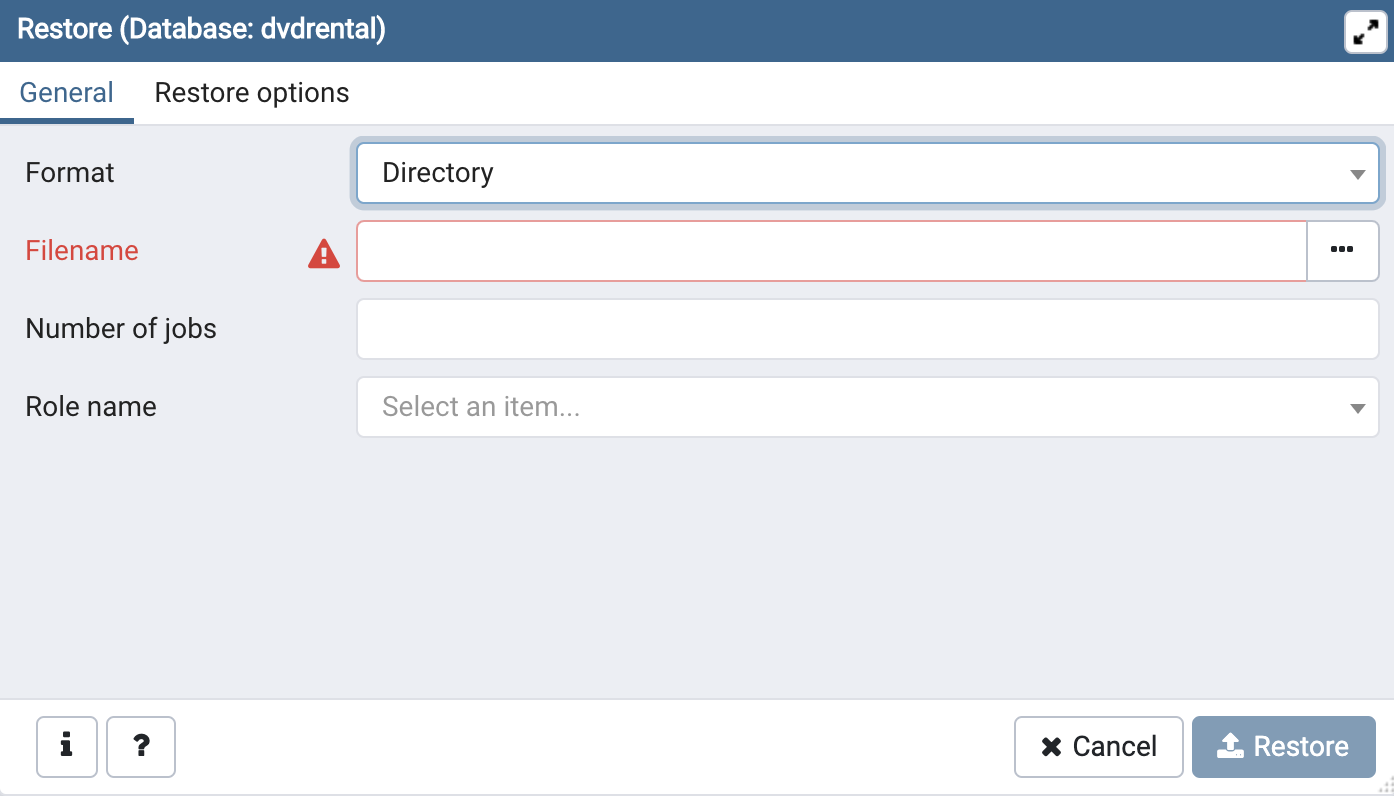 Restore (Database: dvdrental)
General Restore options
Format Directory
Filename
Number of jobs
Role name Select an item...
i ? Cancel Restore